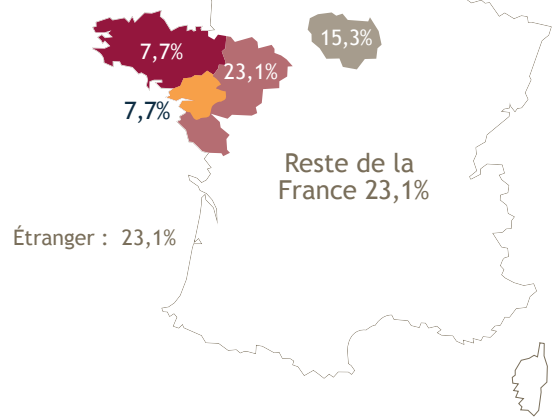 15,3%
7,7%
23,1%
7,7%
Reste de la
France 23,1%
Étranger : 23,1%